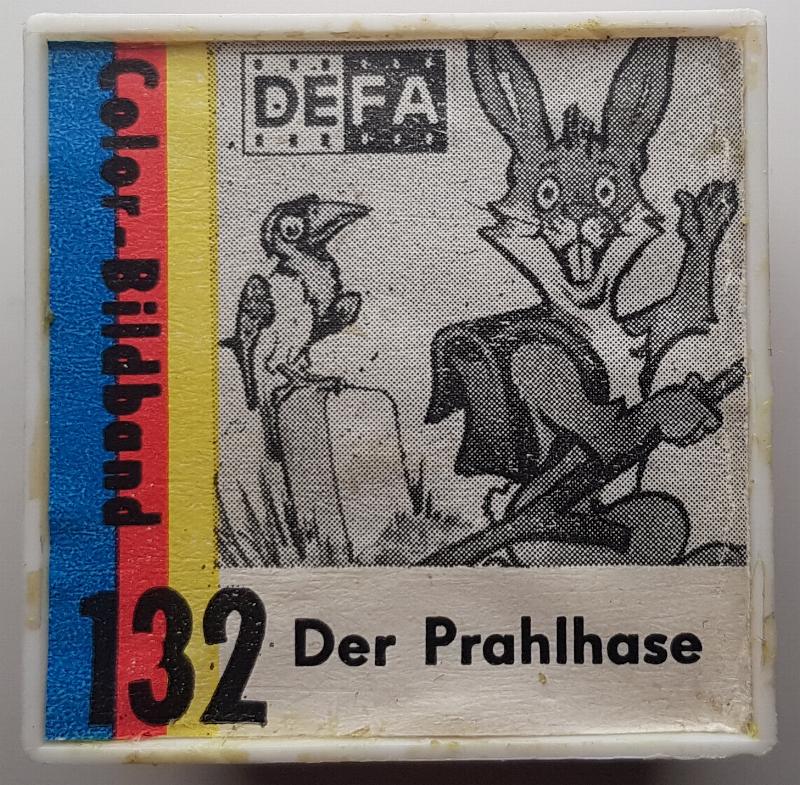 DEFA
Color-Bildband
132 Der Prahlhase